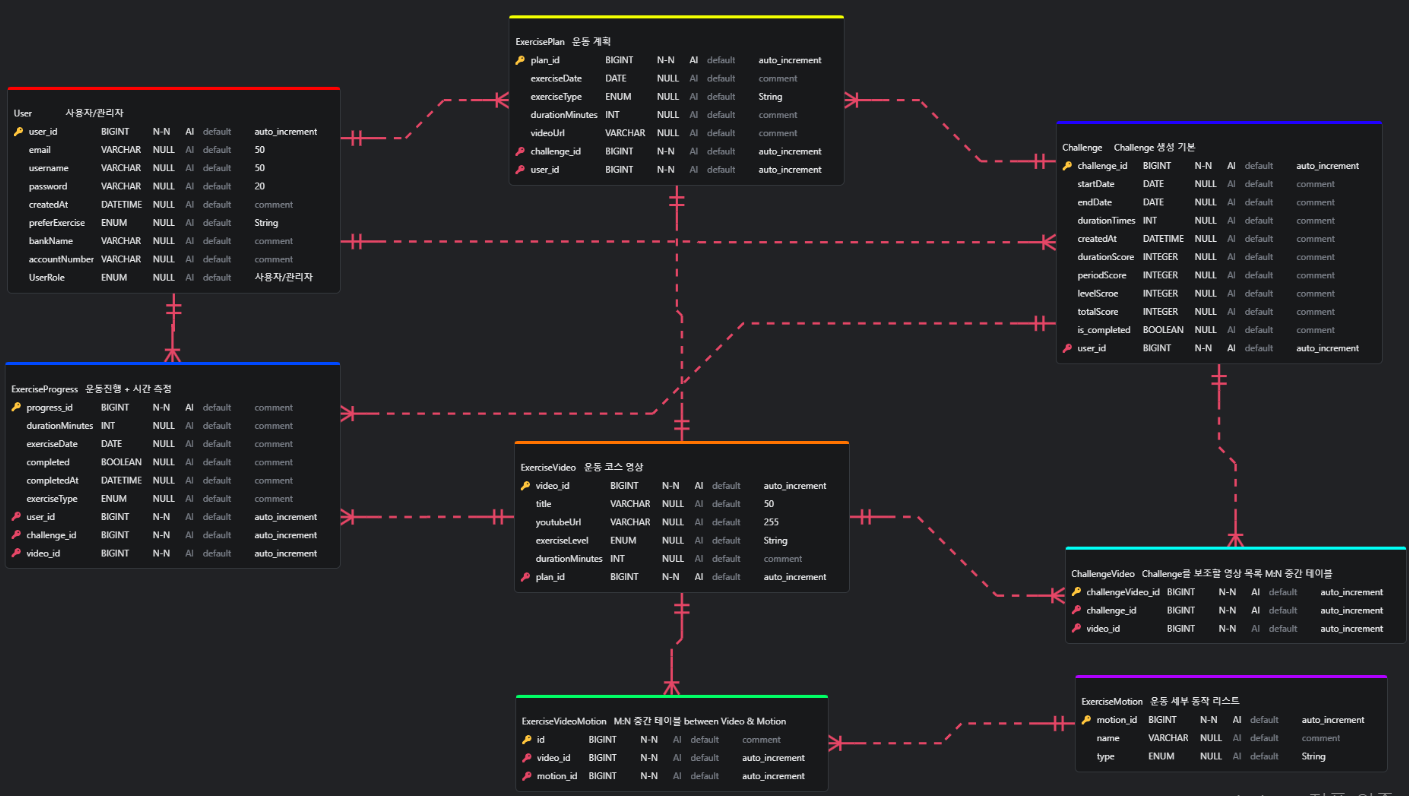 ExercisePlan 운동 계획
plan_id BIGINT N-N AI default auto_increment
exerciseDate DATE NULL AI default comment
exerciseType ENUM NULL AI default String
durationMinutes INT NULL AI default comment
videoUrl VARCHAR NULL AI default comment
challenge_id BIGINT N-N AI default auto_increment
user_id BIGINT N-N AI default auto_increment
User 사용자/관리자
user_id BIGINT N-N AI default auto_increment
email VARCHAR NULL AI default 50
username VARCHAR NULL AI default 50
password VARCHAR NULL AI default 20
createdAt DATETIME NULL AI default comment
preferExercise ENUM NULL AI default String
bankName VARCHAR NULL AI default comment
accountNumber VARCHAR NULL AI default comment
UserRole ENUM NULL AI default 사용자/관리자
Challenge Challenge 생성 기본
challenge_id BIGINT N-N AI default auto_increment
startDate DATE NULL AI default comment
endDate DATE NULL AI default comment
durationTimes INT NULL AI default comment
createdAt DATETIME NULL AI default comment
durationScore INTEGER NULL AI default comment
periodScore INTEGER NULL AI default comment
levelScroe INTEGER NULL AI default comment
totalScore INTEGER NULL AI default comment
is_completed BOOLEAN NULL AI default comment
user_id BIGINT N-N AI default auto_increment
ExerciseProgress 운동진행 + 시간 측정
progress_id BIGINT N-N AI default comment
durationMinutes INT NULL AI default comment
exerciseDate DATE NULL AI default comment
completed BOOLEAN NULL AI default comment
completedAt DATETIME NULL AI default comment
exerciseType ENUM NULL AI default comment
user_id BIGINT N-N AI default auto_increment
challenge_id BIGINT N-N AI default auto_increment
video_id BIGINT N-N AI default auto_increment
ExerciseVideo 운동 코스 영상
video_id BIGINT N-N AI default auto_increment
title VARCHAR NULL AI default 50
youtubeUrl VARCHAR NULL AI default 255
exerciseLevel ENUM NULL AI default String
durationMinutes INT NULL AI default comment
plan_id BIGINT N-N AI default auto_increment
ChallengeVideo Challenge를 보조할 영상 목록 M:N 중간 테이블
challengeVideo_id BIGINT N-N AI default auto_increment
challenge_id BIGINT N-N AI default auto_increment
video_id BIGINT N-N AI default auto_increment
ExerciseVideoMotion M:N 중간 테이블 between Video & Motion
id BIGINT N-N AI default comment
video_id BIGINT N-N AI default auto_increment
motion_id BIGINT N-N AI default auto_increment
ExerciseMotion 운동 세부 동작 리스트
motion_id BIGINT N-N AI default auto_increment
name VARCHAR NULL AI default comment
type ENUM NULL AI default String